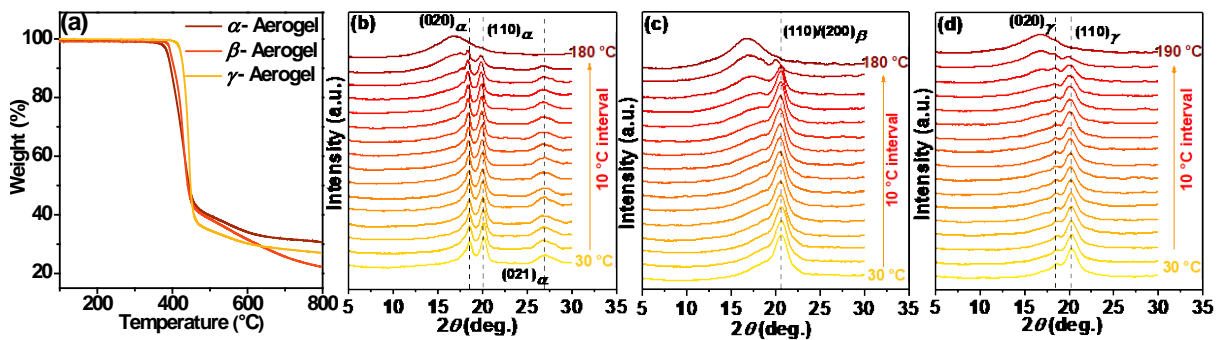 (a)
α- Aerogel
β- Aerogel
γ- Aerogel
Weight (%)
100
80
60
40
20
200
400
600
800
Temperature (°C)
(b)
(020)α
(110)α
180 °C
10 °C interval
30 °C
(021)α
Intensity (a.u.)
5 10 15 20 25 30 35
2θ(deg.)
(c)
(110)/(200)β
180 °C
10 °C interval
30 °C
Intensity (a.u.)
5 10 15 20 25 30 35
2θ(deg.)
(d)
(020)γ
(110)γ
190 °C
10 °C interval
30 °C
Intensity (a.u.)
5 10 15 20 25 30 35
2θ(deg.)